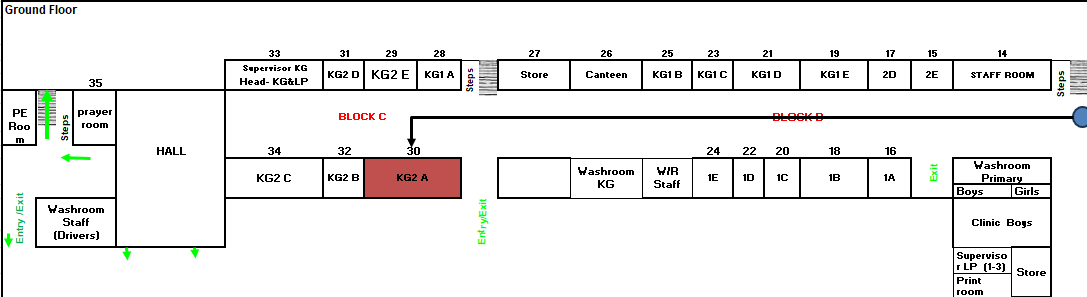 Ground Floor
33 31 29 28 27 26 25 23 21 19 17 15 14
Supervisor KG
Head- KG&LP
KG2 D
KG2 E
KG1 A
Steps
Store
Canteen
KG1 B
KG1 C
KG1 D
KG1 E
2D
2E
STAFF ROOM
Steps
35
PE
Roo
m
Steps
prayer
room
HALL
BLOCK C
BLOCK D
34 32 30 24 22 20 18 16
KG2 C
KG2 B
KG2 A
Washroom
KG
W/R
Staff
1E
1D
1C
1B
1A
Exit
Washroom
Primary
Boys Girls
Entry /Exit
Washroom
Staff
(Drivers)
Entry/Exit
Clinic Boys
Superviso
r LP (1-3)
Print
room
Store